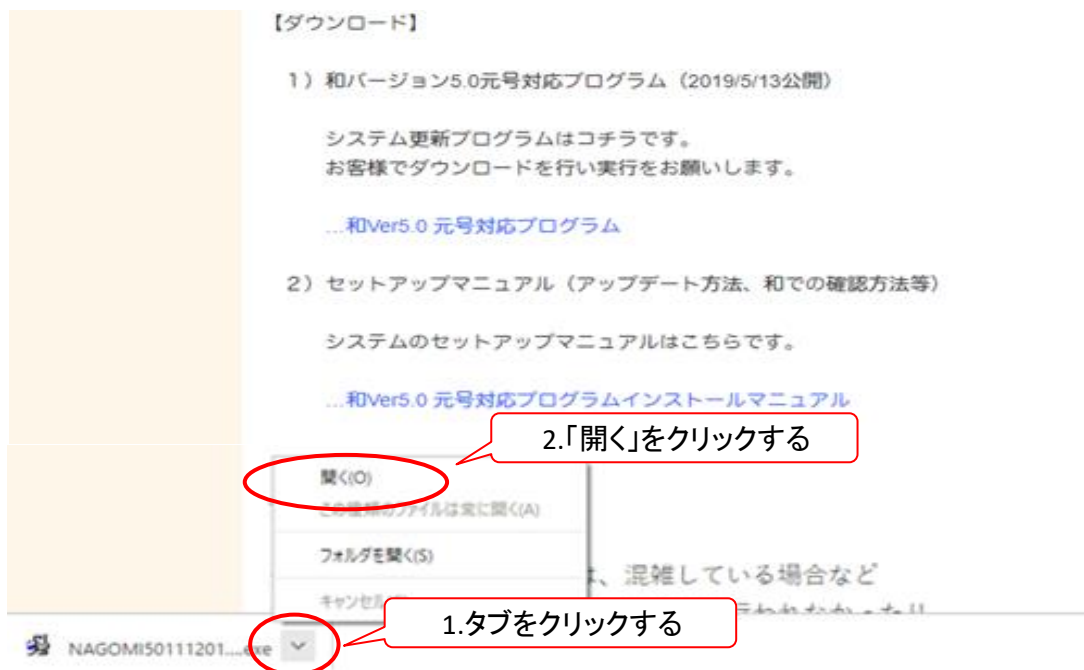 【ダウンロード】
１）和バージョン5.0元号対応プログラム（2019/5/13公開）
システム更新プログラムはコチラです。
お客様でダウンロードを行い実行をお願いします。
…和Ver5.0 元号対応プログラム
２）セットアップマニュアル（アップデート方法、和での確認方法等）
システムのセットアップマニュアルはこちらです。
…和Ver5.0 元号対応プログラムインストールマニュアル
2.「開く」をクリックする
開く(O)
この種類のファイルは常に開く(A)
フォルダを開く(S)
、混雑している場合など
キャンセル
1.タブをクリックする
NAGOMI50111201....exe